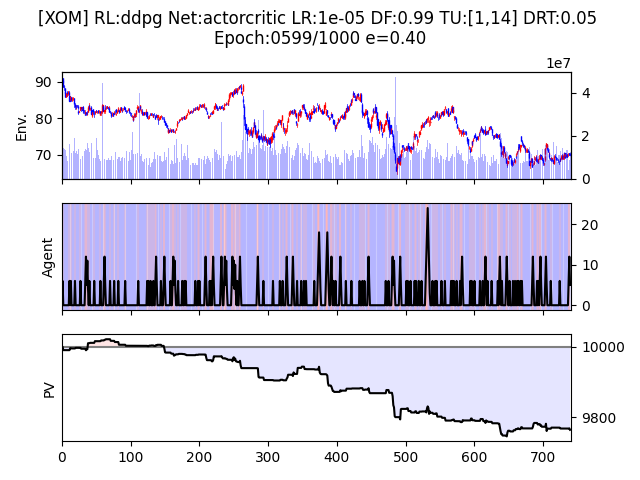 [XOM] RL:ddpg Net:actorcritic LR:1e-05 DF:0.99 TU:[1,14] DRT:0.05
Epoch:0599/1000 e=0.40
1e7
90
80
70
Env.
4
2
0
Agent
20
10
0
PV
10000
9800
0 100 200 300 400 500 600 700